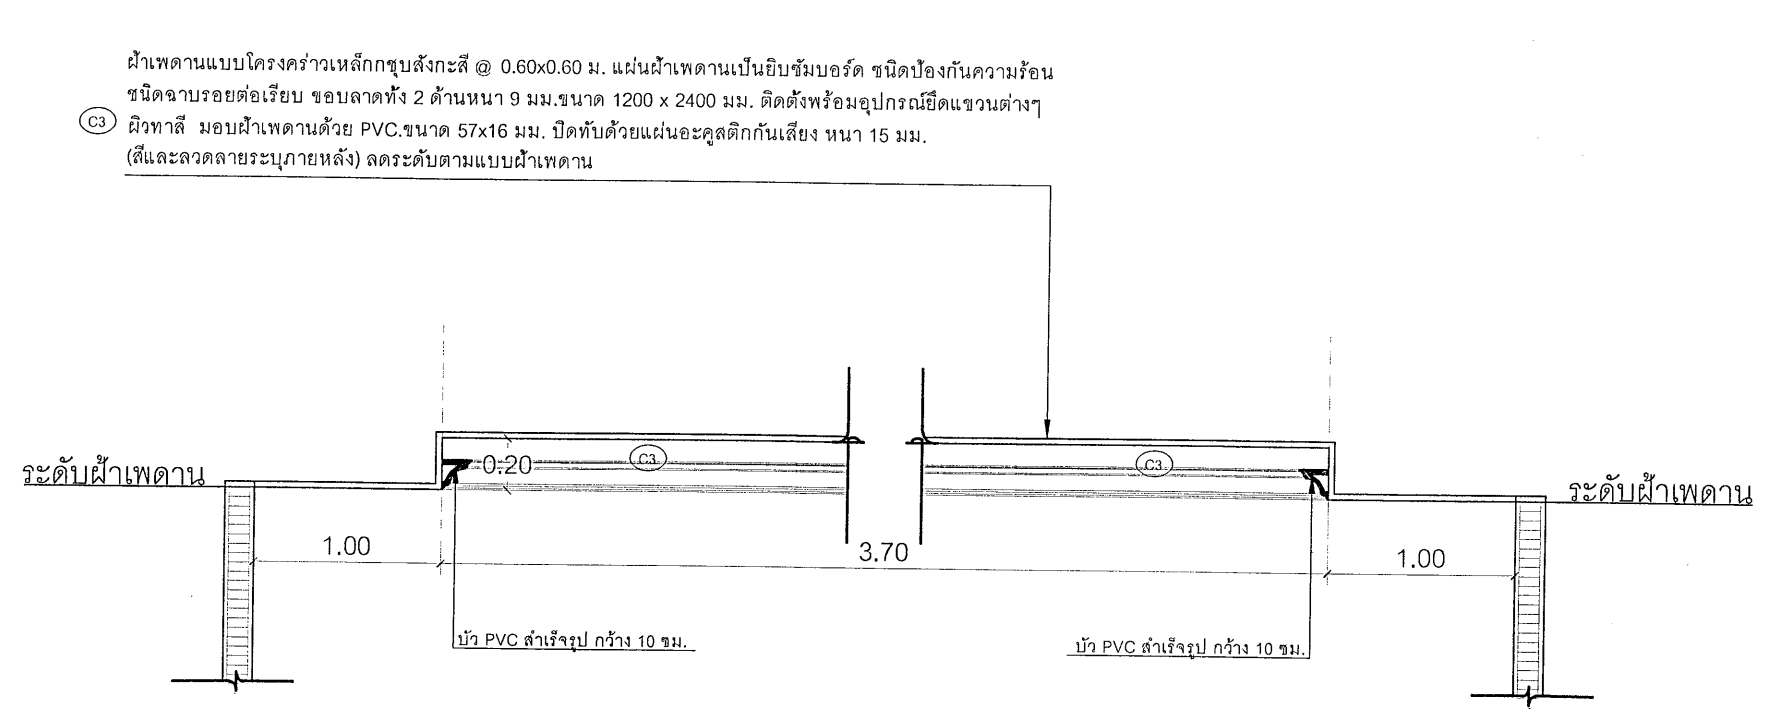 ฝ้าเพดานแบบโครงคร่าวเหล็กกชุบสังกะสี @ 0.60x0.60 ม. แผ่นฝ้าเพดานเป็นยิบซัมบอร์ด ชนิดป้องกันความร้อน
ชนิดฉาบรอยต่อเรียบ ขอบลาดทั้ง 2 ด้านหนา 9 มม.ขนาด 1200 x 2400 มม. ติดตั้งพร้อมอุปกรณ์ยึดแขวนต่างๆ
C3 ผิวทาสี มอบฝ้าเพดานด้วย PVC.ขนาด 57x16 มม. ปิดทับด้วยแผ่นอะคูสติกกันเสียง หนา 15 มม.
(สีและลวดลายระบุภายหลัง) ลดระดับตามแบบฝ้าเพดาน
ระดับฝ้าเพดาน
0.20
C3
C3
ระดับฝ้าเพดาน
1.00
3.70
1.00
บัว PVC สำเร็จรูป กว้าง 10 ซม.
บัว PVC สำเร็จรูป กว้าง 10 ซม.